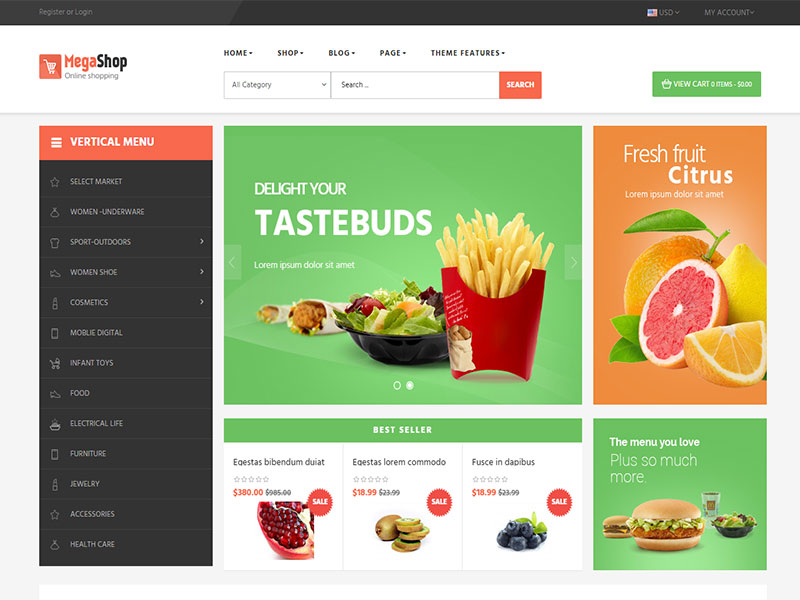 Register or Login
USD
MY ACCOUNT
MegaShop
Online shopping
HOME
SHOP
BLOG
PAGE
THEME FEATURES
All Category
Search ...
SEARCH
VIEW CART 0 ITEMS - $0.00
VERTICAL MENU
SELECT MARKET
WOMEN -UNDERWARE
SPORT-OUTDOORS
WOMEN SHOE
COSMETICS
MOBLIE DIGITAL
INFANT TOYS
FOOD
ELECTRICAL LIFE
FURNITURE
JEWELRY
ACCESSORIES
HEALTH CARE
DELIGHT YOUR
TASTEBUDS
Lorem ipsum dolor sit amet
Fresh fruit
Citrus
Lorem ipsum dolor sit amet
BEST SELLER
Egestas bibendum duiat
$380.00 $985.00
SALE
Egestas lorem commodo
$18.99 $23.99
SALE
Fusce in dapibus
$18.99 $23.99
SALE
The menu you love
Plus so much
more.